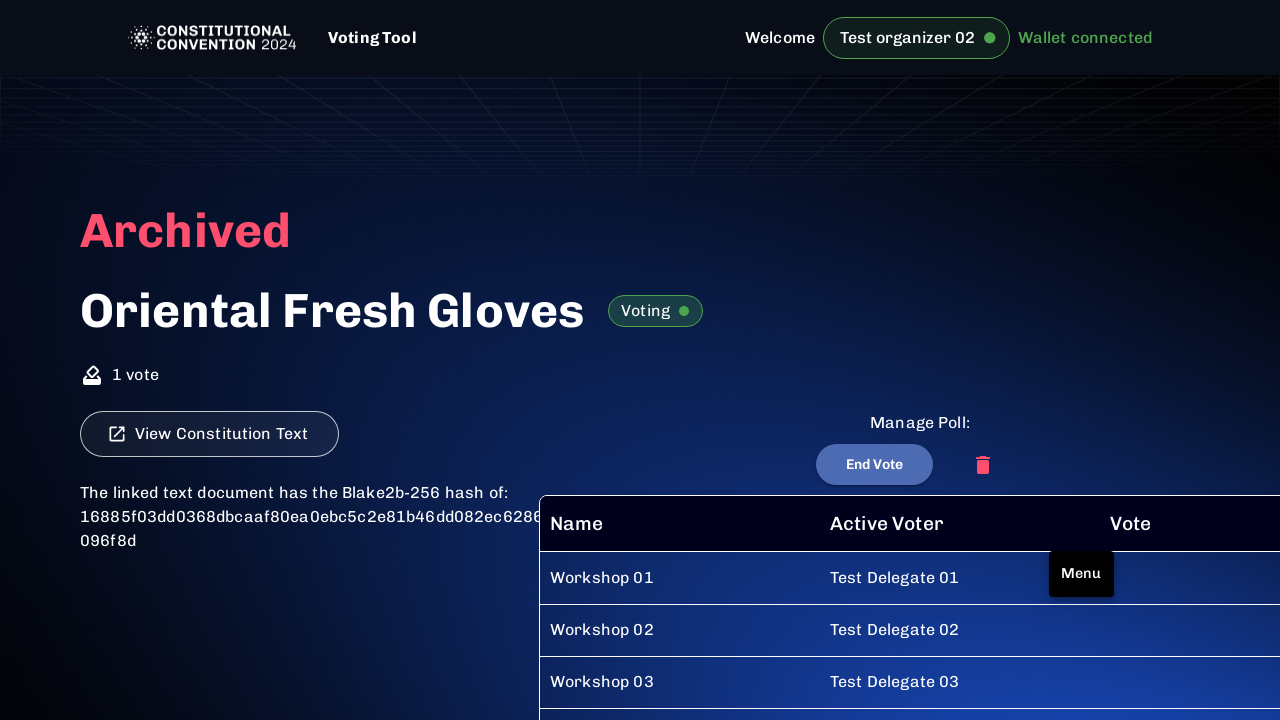 CONSTITUTIONAL
CONVENTION 2024
Voting Tool
Welcome
Test organizer 02
Wallet connected
Archived
Oriental Fresh Gloves
Voting
1 vote
View Constitution Text
Manage Poll:
End Vote
The linked text document has the Blake2b-256 hash of:
16885f03dd0368dbcaaf80ea0ebc5c2e81b46dd082ec6286
096f8d
Name Active Voter Vote
Workshop 01 Test Delegate 01
Menu
Workshop 02 Test Delegate 02
Workshop 03 Test Delegate 03